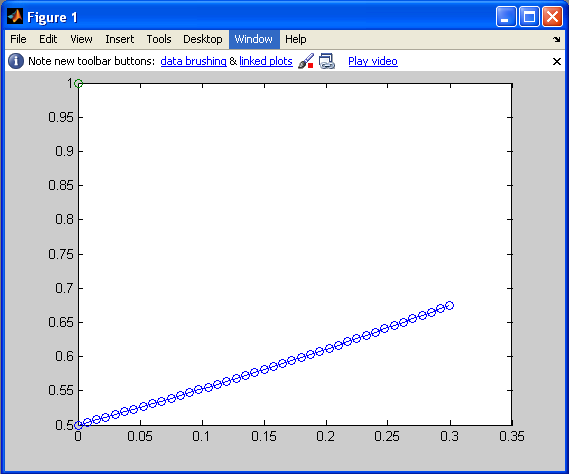 Figure 1
File Edit View Insert Tools Desktop Window Help
Note new toolbar buttons: data brushing & linked plots Play video
1
0.95
0.9
0.85
0.8
0.75
0.7
0.65
0.6
0.55
0.5
0 0.05 0.1 0.15 0.2 0.25 0.3 0.35